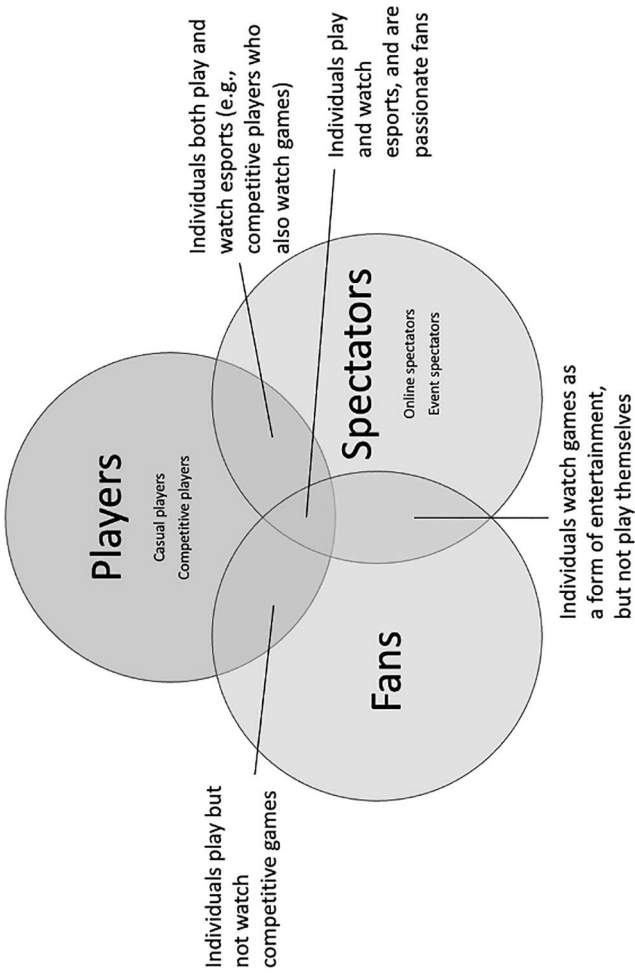 Players
Casual players
Competitive players
Individuals both play and
watch esports (e.g.,
competitive players who
also watch games)
Individuals play
and watch
esports, and are
passionate fans
Individuals play but
not watch
competitive games
Fans
Spectators
Online spectators
Event spectators
Individuals watch games as
a form of entertainment,
but not play themselves